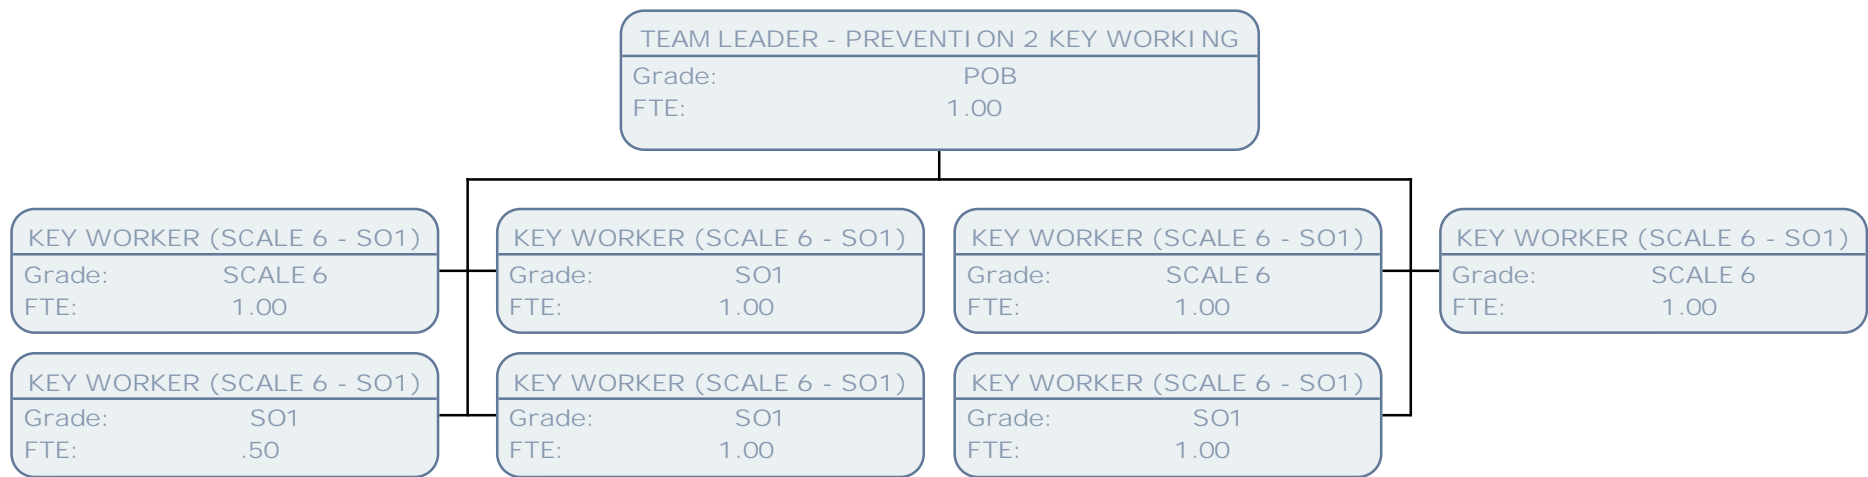 TEAM LEADER - PREVENTION 2 KEY WORKING
Grade: POB
FTE: 1.00
KEY WORKER (SCALE 6 - SO1)
Grade: SCALE 6
FTE: 1.00
KEY WORKER (SCALE 6 - SO1)
Grade: SO1
FTE: 1.00
KEY WORKER (SCALE 6 - SO1)
Grade: SCALE 6
FTE: 1.00
KEY WORKER (SCALE 6 - SO1)
Grade: SCALE 6
FTE: 1.00
KEY WORKER (SCALE 6 - SO1)
Grade: SO1
FTE: .50
KEY WORKER (SCALE 6 - SO1)
Grade: SO1
FTE: 1.00
KEY WORKER (SCALE 6 - SO1)
Grade: SO1
FTE: 1.00